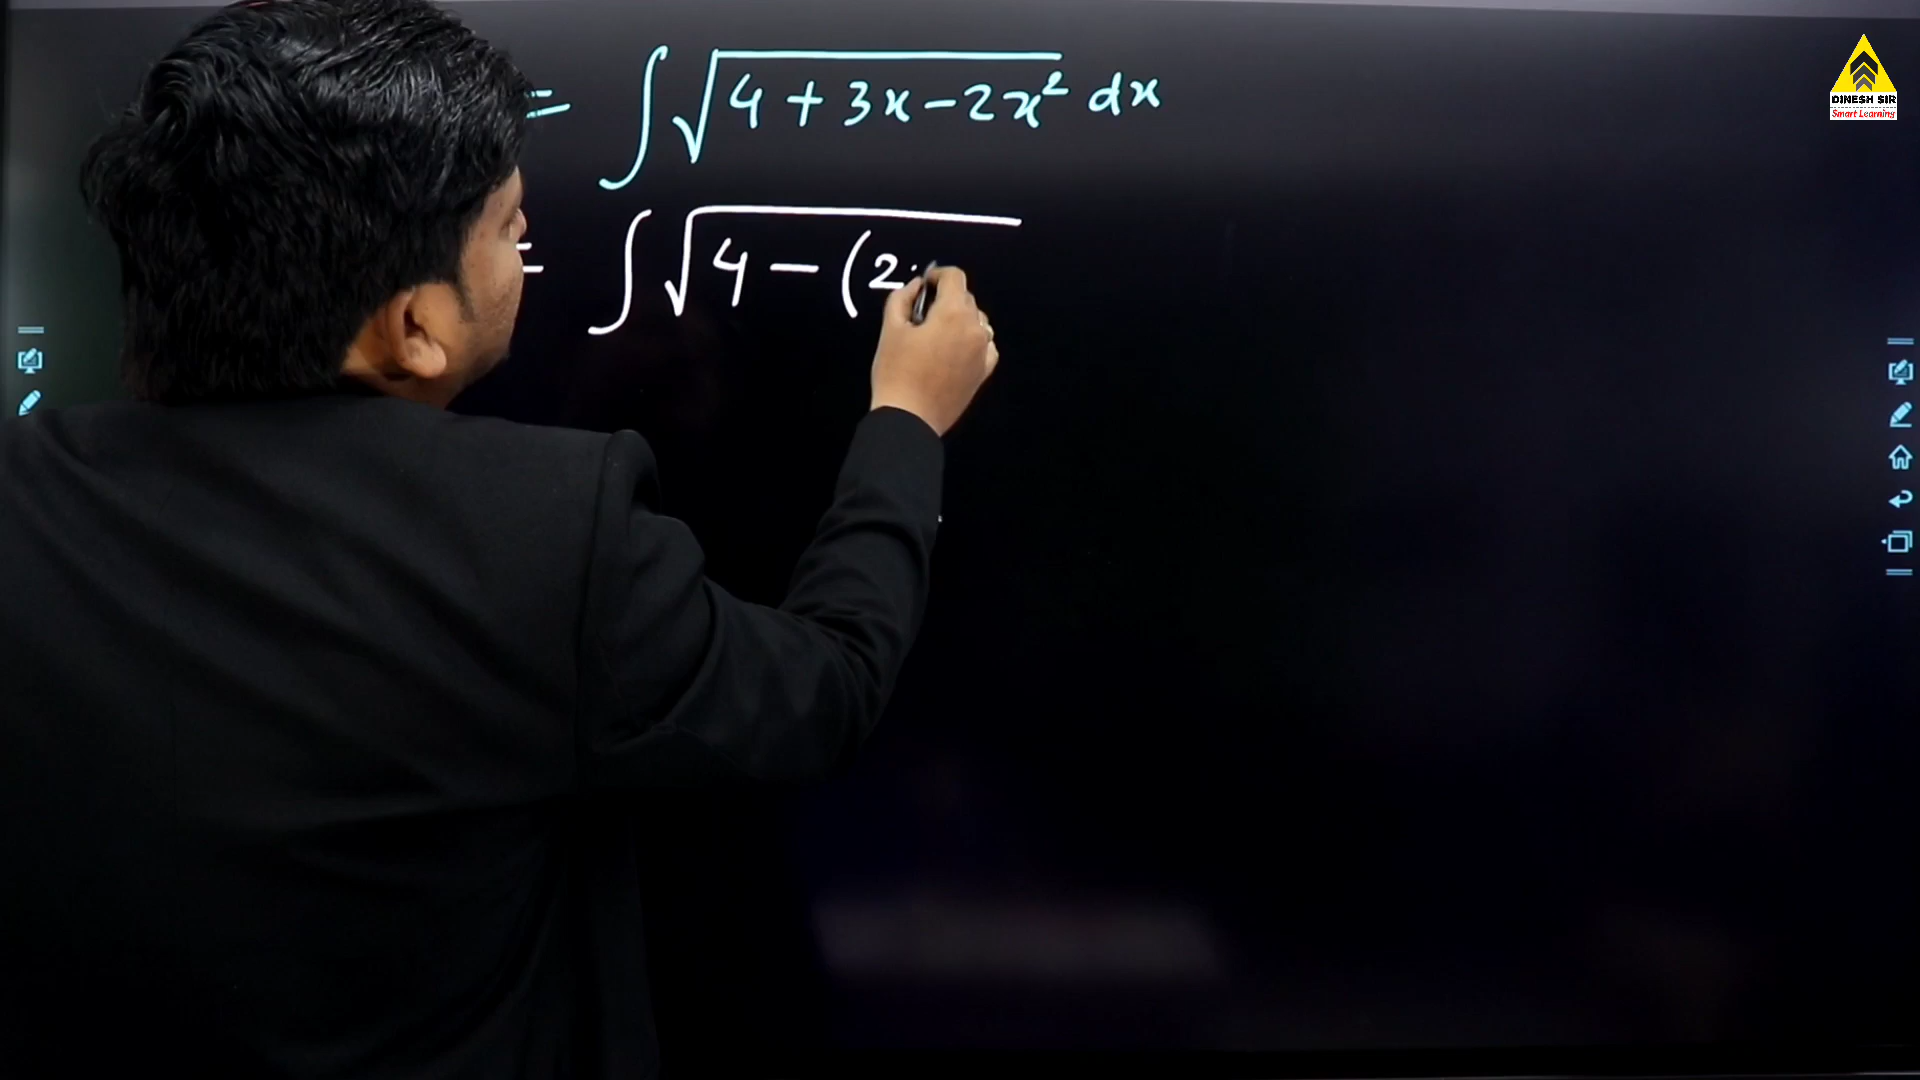 = ∫ √(4 + 3x - 2x²) dx
= ∫ √4 - (2
DINESH SIR
Smart Learning